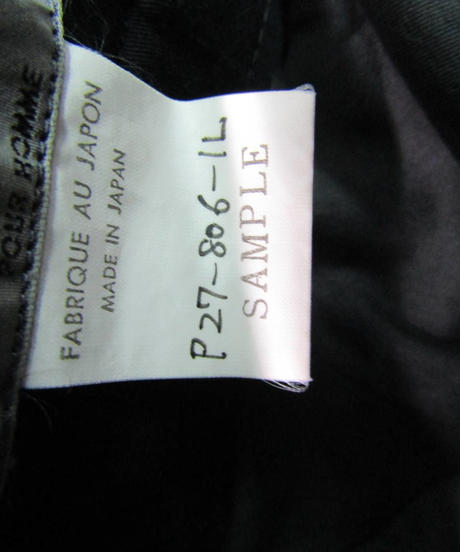 POUR HOMME
FABRIQUE AU JAPON
MADE IN JAPAN
P27-806-1L
SAMPLE